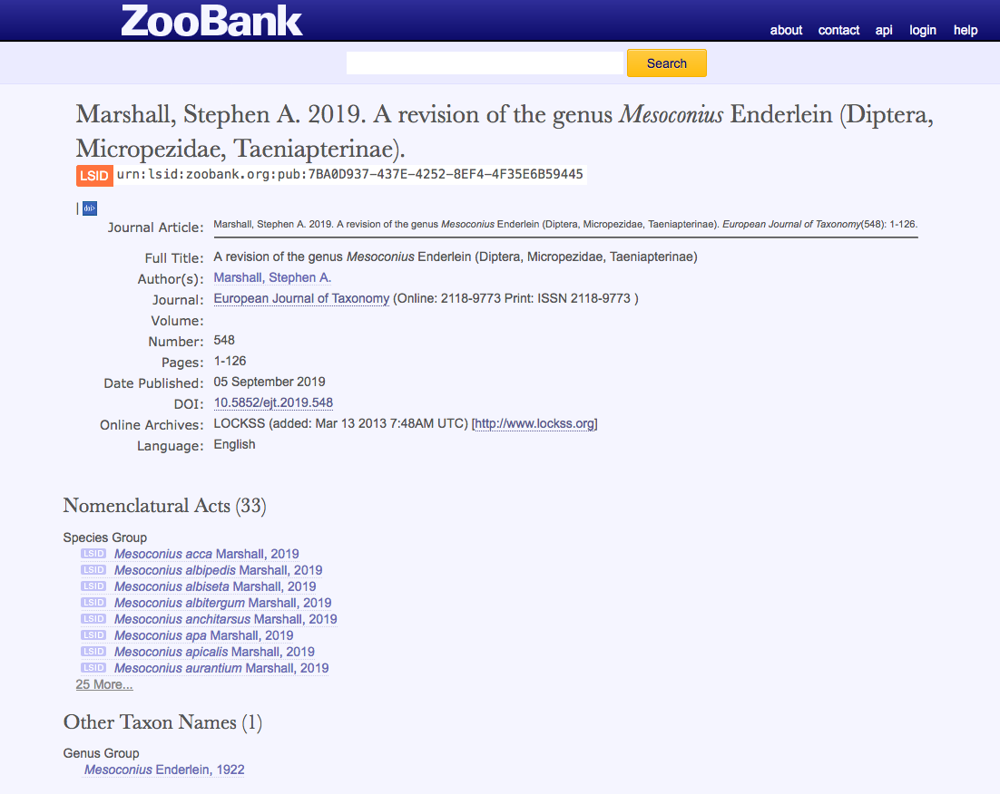 ZooBank
about contact api login help
Search
Marshall, Stephen A. 2019. A revision of the genus Mesoconius Enderlein (Diptera,
Micropezidae, Taeniapterinae).
LSID urn:lsid:zoobank.org:pub:7BA0D937-437E-4252-8EF4-4F35E6B59445
| doi>
Journal Article: Marshall, Stephen A. 2019. A revision of the genus Mesoconius Enderlein (Diptera, Micropezidae, Taeniapterinae). European Journal of Taxonomy(548): 1-126.
Full Title: A revision of the genus Mesoconius Enderlein (Diptera, Micropezidae, Taeniapterinae)
Author(s): Marshall, Stephen A.
Journal: European Journal of Taxonomy (Online: 2118-9773 Print: ISSN 2118-9773 )
Volume:
Number: 548
Pages: 1-126
Date Published: 05 September 2019
DOI: 10.5852/ejt.2019.548
Online Archives: LOCKSS (added: Mar 13 2013 7:48AM UTC) [http://www.lockss.org]
Language: English
Nomenclatural Acts (33)
Species Group
LSID Mesoconius acca Marshall, 2019
LSID Mesoconius albipedis Marshall, 2019
LSID Mesoconius albiseta Marshall, 2019
LSID Mesoconius albitergum Marshall, 2019
LSID Mesoconius anchitarsus Marshall, 2019
LSID Mesoconius apa Marshall, 2019
LSID Mesoconius apicalis Marshall, 2019
LSID Mesoconius aurantium Marshall, 2019
25 More...
Other Taxon Names (1)
Genus Group
Mesoconius Enderlein, 1922